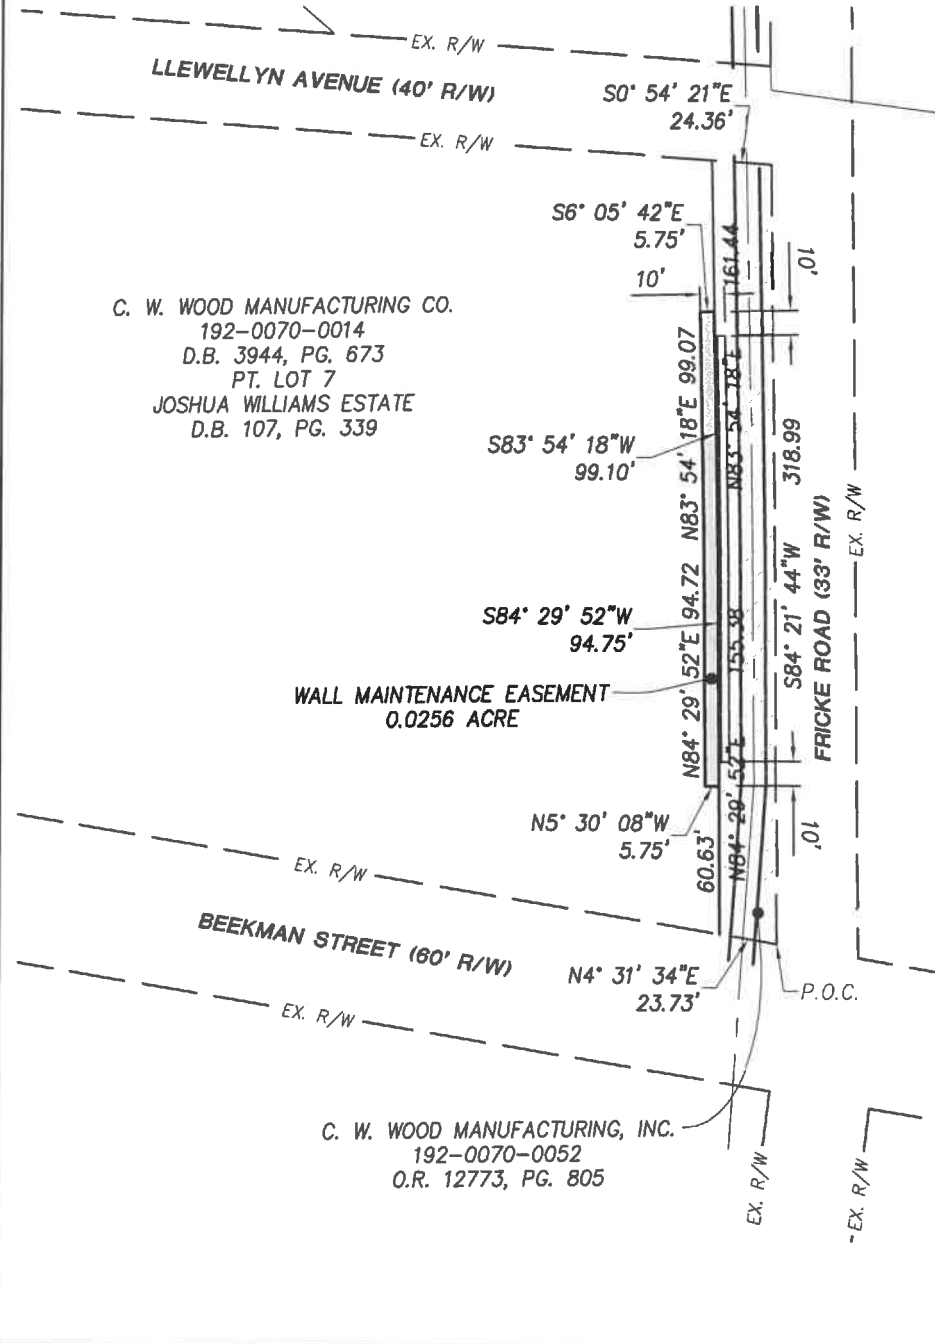 EX. R/W
LLEWELLYN AVENUE (40' R/W)
EX. R/W
S0° 54' 21"E
24.36'
S6° 05' 42"E
5.75'
10'
161.44
10'
C. W. WOOD MANUFACTURING CO.
192-0070-0014
D.B. 3944, PG. 673
PT. LOT 7
JOSHUA WILLIAMS ESTATE
D.B. 107, PG. 339
N83° 54' 18"E 99.07
N83° 54' 18"E
S83° 54' 18"W
99.10'
318.99
S84° 21' 44"W
FRICKE ROAD (33' R/W)
EX. R/W
N84° 29' 52"E 94.72
S84° 29' 52"W
94.75'
155.38
N84° 29' 52"E
WALL MAINTENANCE EASEMENT
0.0256 ACRE
N5° 30' 08"W
5.75'
60.63'
10'
EX. R/W
BEEKMAN STREET (60' R/W)
EX. R/W
N4° 31' 34"E
23.73'
P.O.C.
C. W. WOOD MANUFACTURING, INC.
192-0070-0052
O.R. 12773, PG. 805
EX. R/W
EX. R/W